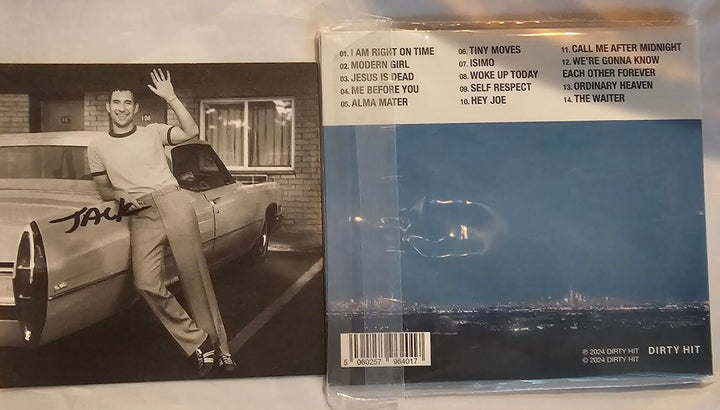 108
JACK
01. I AM RIGHT ON TIME
02. MODERN GIRL
03. JESUS IS DEAD
04. ME BEFORE YOU
05. ALMA MATER
06. TINY MOVES
07. ISIMO
08. WOKE UP TODAY
09. SELF RESPECT
10. HEY JOE
11. CALL ME AFTER MIDNIGHT
12. WE'RE GONNA KNOW
EACH OTHER FOREVER
13. ORDINARY HEAVEN
14. THE WAITER
5 060257 964017
℗ 2024 DIRTY HIT
© 2024 DIRTY HIT
DIRTY HIT